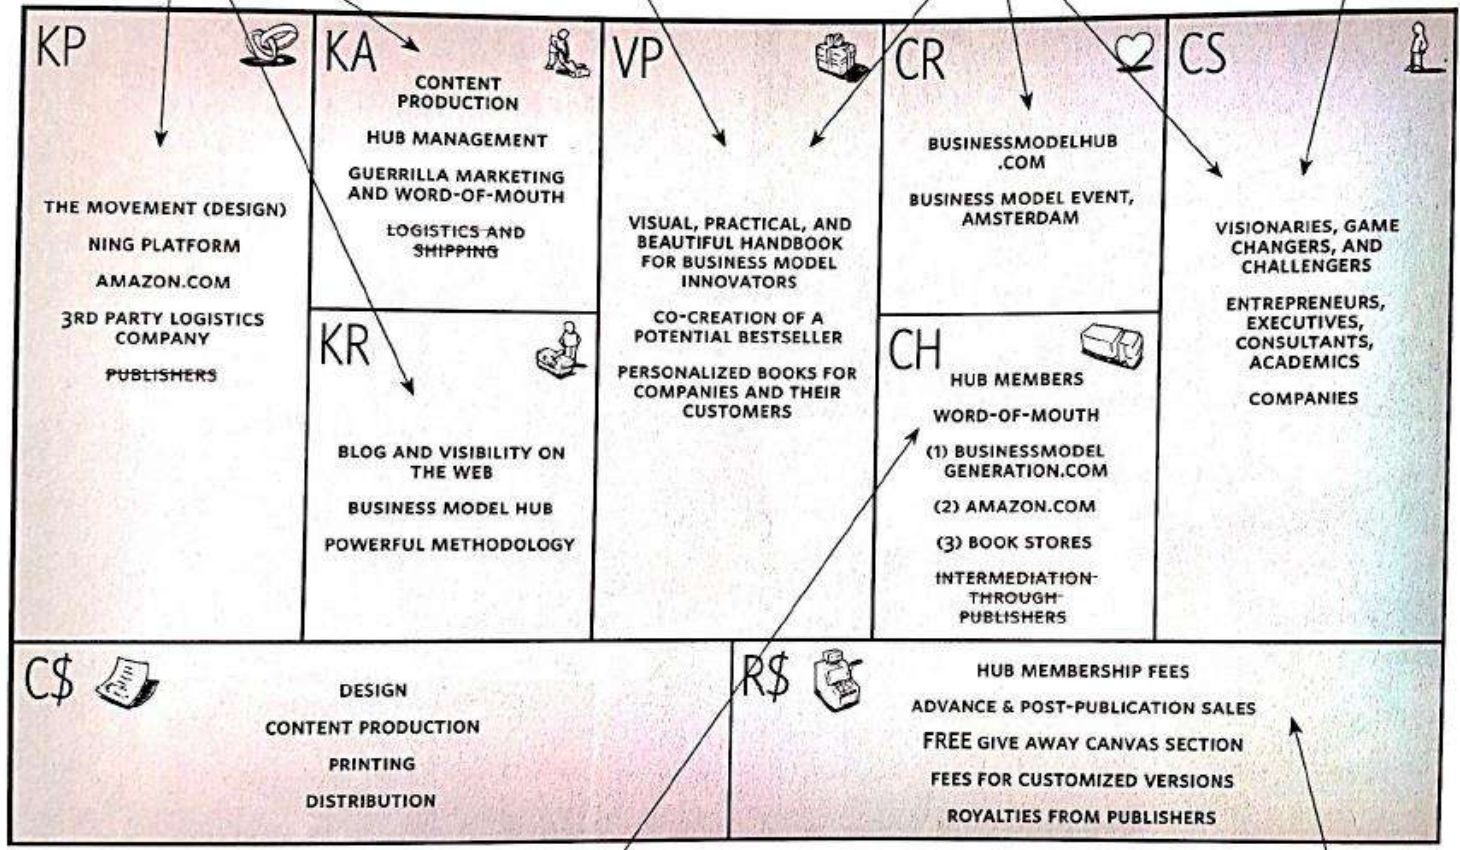 KP
THE MOVEMENT (DESIGN)
NING PLATFORM
AMAZON.COM
3RD PARTY LOGISTICS
COMPANY
PUBLISHERS
KA
CONTENT
PRODUCTION
HUB MANAGEMENT
GUERRILLA MARKETING
AND WORD-OF-MOUTH
LOGISTICS AND
SHIPPING
KR
BLOG AND VISIBILITY ON
THE WEB
BUSINESS MODEL HUB
POWERFUL METHODOLOGY
VP
VISUAL, PRACTICAL, AND
BEAUTIFUL HANDBOOK
FOR BUSINESS MODEL
INNOVATORS
CO-CREATION OF A
POTENTIAL BESTSELLER
PERSONALIZED BOOKS FOR
COMPANIES AND THEIR
CUSTOMERS
CR
BUSINESSMODELHUB
.COM
BUSINESS MODEL EVENT,
AMSTERDAM
CH
HUB MEMBERS
WORD-OF-MOUTH
(1) BUSINESSMODEL
GENERATION.COM
(2) AMAZON.COM
(3) BOOK STORES
INTERMEDIATION
THROUGH
PUBLISHERS
CS
VISIONARIES, GAME
CHANGERS, AND
CHALLENGERS
ENTREPRENEURS,
EXECUTIVES,
CONSULTANTS,
ACADEMICS
COMPANIES
C$
DESIGN
CONTENT PRODUCTION
PRINTING
DISTRIBUTION
R$
HUB MEMBERSHIP FEES
ADVANCE & POST-PUBLICATION SALES
FREE GIVE AWAY CANVAS SECTION
FEES FOR CUSTOMIZED VERSIONS
ROYALTIES FROM PUBLISHERS